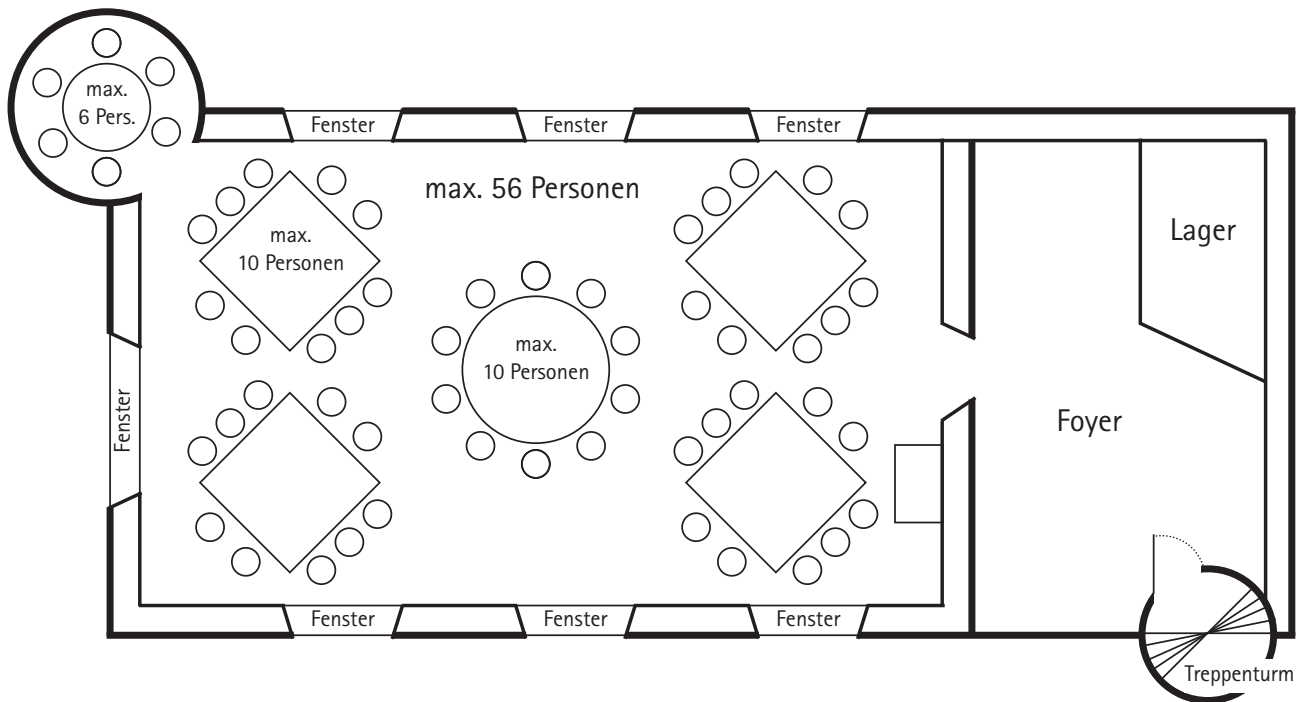 max.
6 Pers.
Fenster
Fenster
Fenster
max. 56 Personen
max.
10 Personen
Lager
max.
10 Personen
Fenster
Foyer
Fenster
Fenster
Fenster
Treppenturm